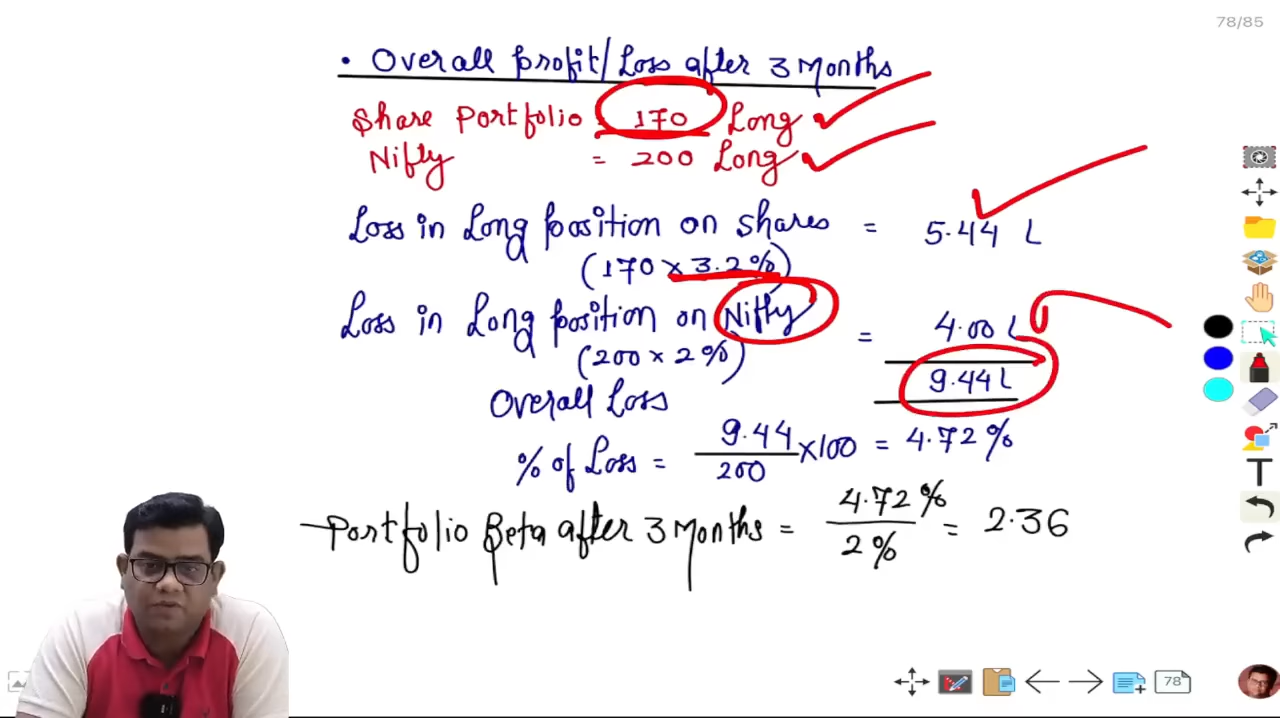 78/85
• Overall profit/Loss after 3 Months
Share Portfolio = 170 Long
Nifty = 200 Long
Loss in Long position on shares = 5.44 L
(170 x 3.2%)
Loss in Long position on Nifty = 4.00 L
(200 x 2%)
9.44 L
Overall Loss
% of Loss = 9.44/200 x100 = 4.72%
Portfolio Beta after 3 Months = 4.72%/2% = 2.36
T
78